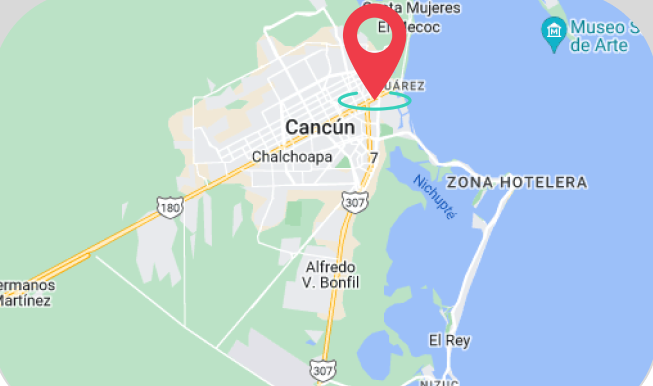 Mujeres
El Meco
Museo S
de Arte
JUÁREZ
Cancún
Chalchoapa
7
ZONA HOTELERA
Nichupté
180
307
Alfredo
V. Bonfil
ermanos
Martínez
El Rey
307
NIZUC